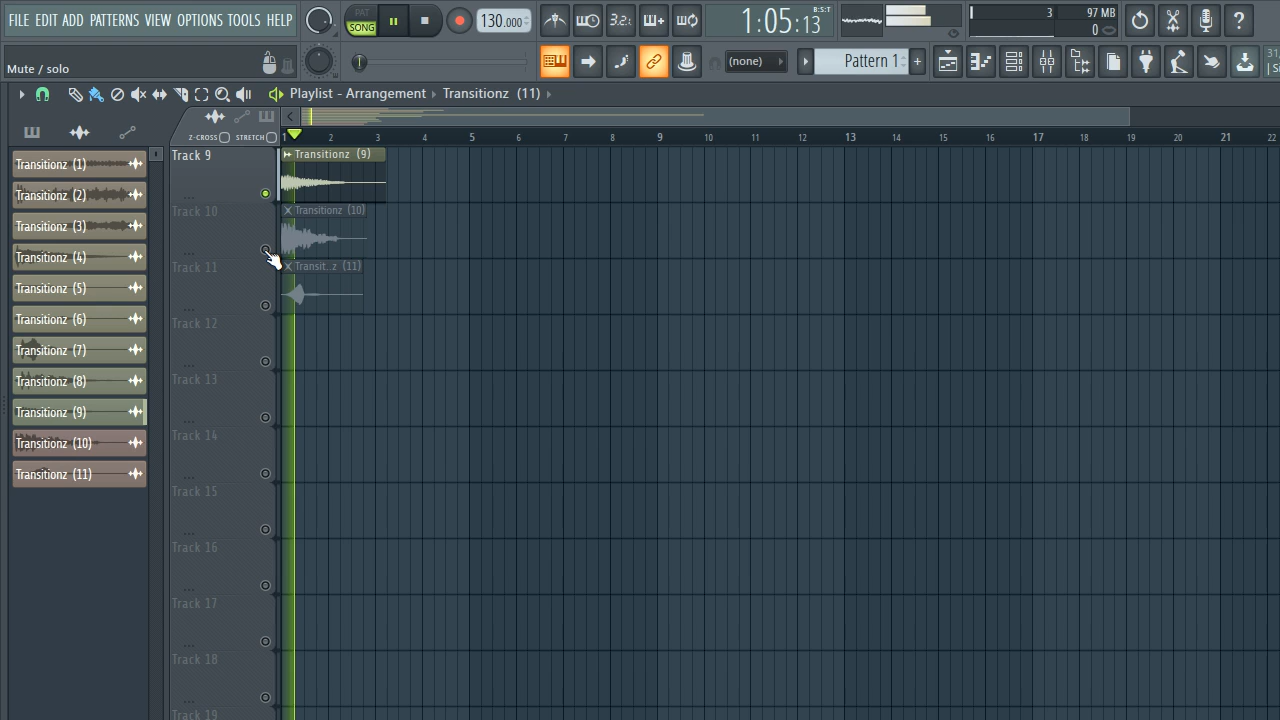 FILE EDIT ADD PATTERNS VIEW OPTIONS TOOLS HELP
PAT
SONG
130.000
3.2.
1:05:13
B:S:T
3
97 MB
0
Mute / solo
(none)
Pattern 1
Playlist - Arrangement › Transitionz (11) ›
Z-CROSS
STRETCH
1 2 3 4 5 6 7 8 9 10 11 12 13 14 15 16 17 18 19 20 21 22
Transitionz (1)
Transitionz (2)
Transitionz (3)
Transitionz (4)
Transitionz (5)
Transitionz (6)
Transitionz (7)
Transitionz (8)
Transitionz (9)
Transitionz (10)
Transitionz (11)
Track 9
Transitionz (9)
Track 10
Transitionz (10)
Track 11
Transit..z (11)
Track 12
Track 13
Track 14
Track 15
Track 16
Track 17
Track 18
Track 19